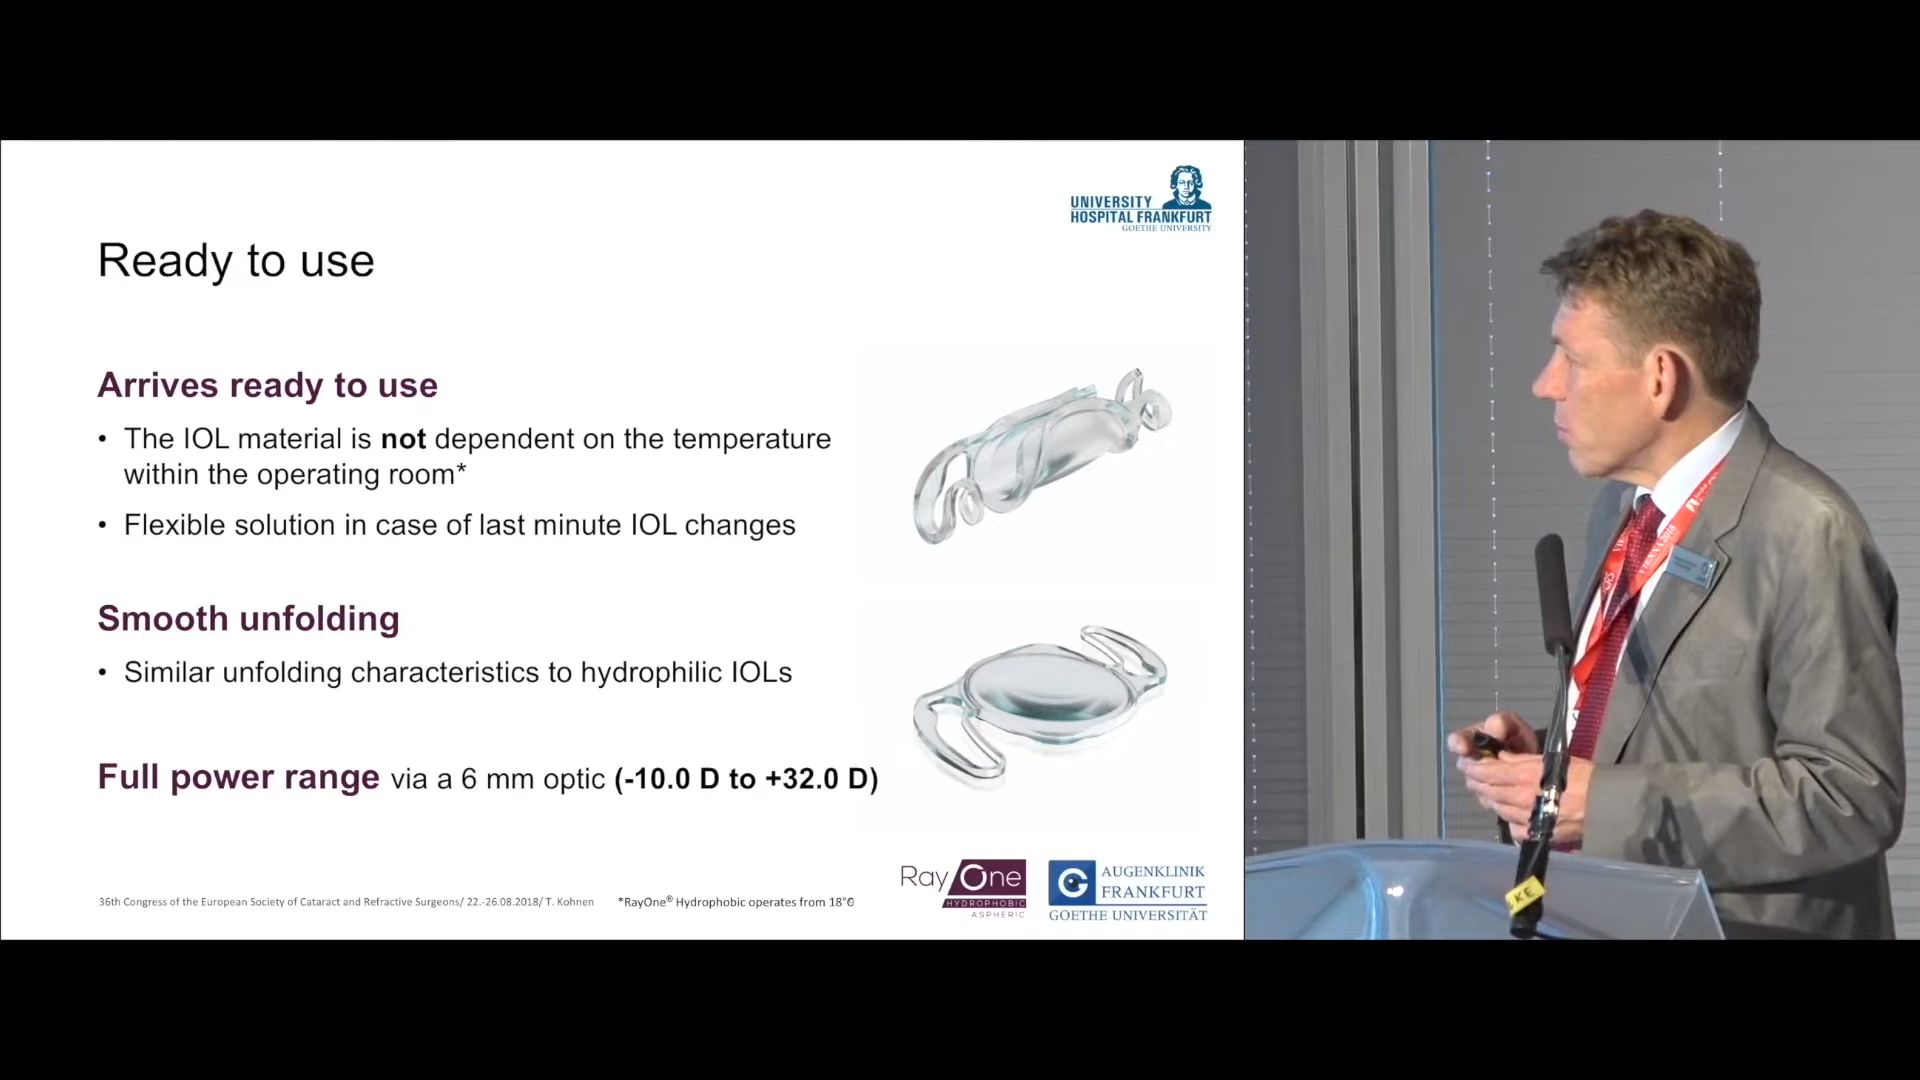 UNIVERSITY
HOSPITAL FRANKFURT
GOETHE UNIVERSITY
Ready to use
Arrives ready to use
• The IOL material is not dependent on the temperature
within the operating room*
• Flexible solution in case of last minute IOL changes
Smooth unfolding
• Similar unfolding characteristics to hydrophilic IOLs
Full power range via a 6 mm optic (-10.0 D to +32.0 D)
36th Congress of the European Society of Cataract and Refractive Surgeons/ 22.-26.08.2018/ T. Kohnen
*RayOne® Hydrophobic operates from 18°C
RayOne
HYDROPHOBIC
ASPHERIC
AUGENKLINIK
FRANKFURT
GOETHE UNIVERSITÄT
VIENNA 2018